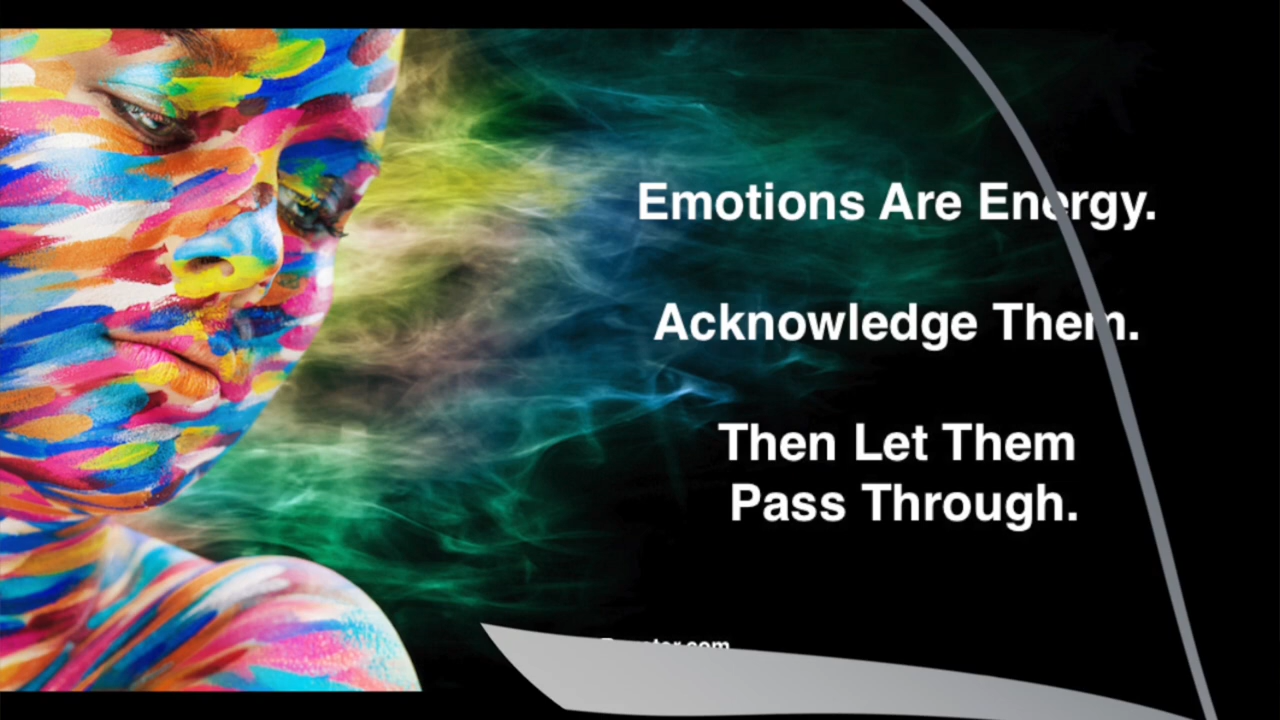 Emotions Are Energy.
Acknowledge Them.
Then Let Them
Pass Through.